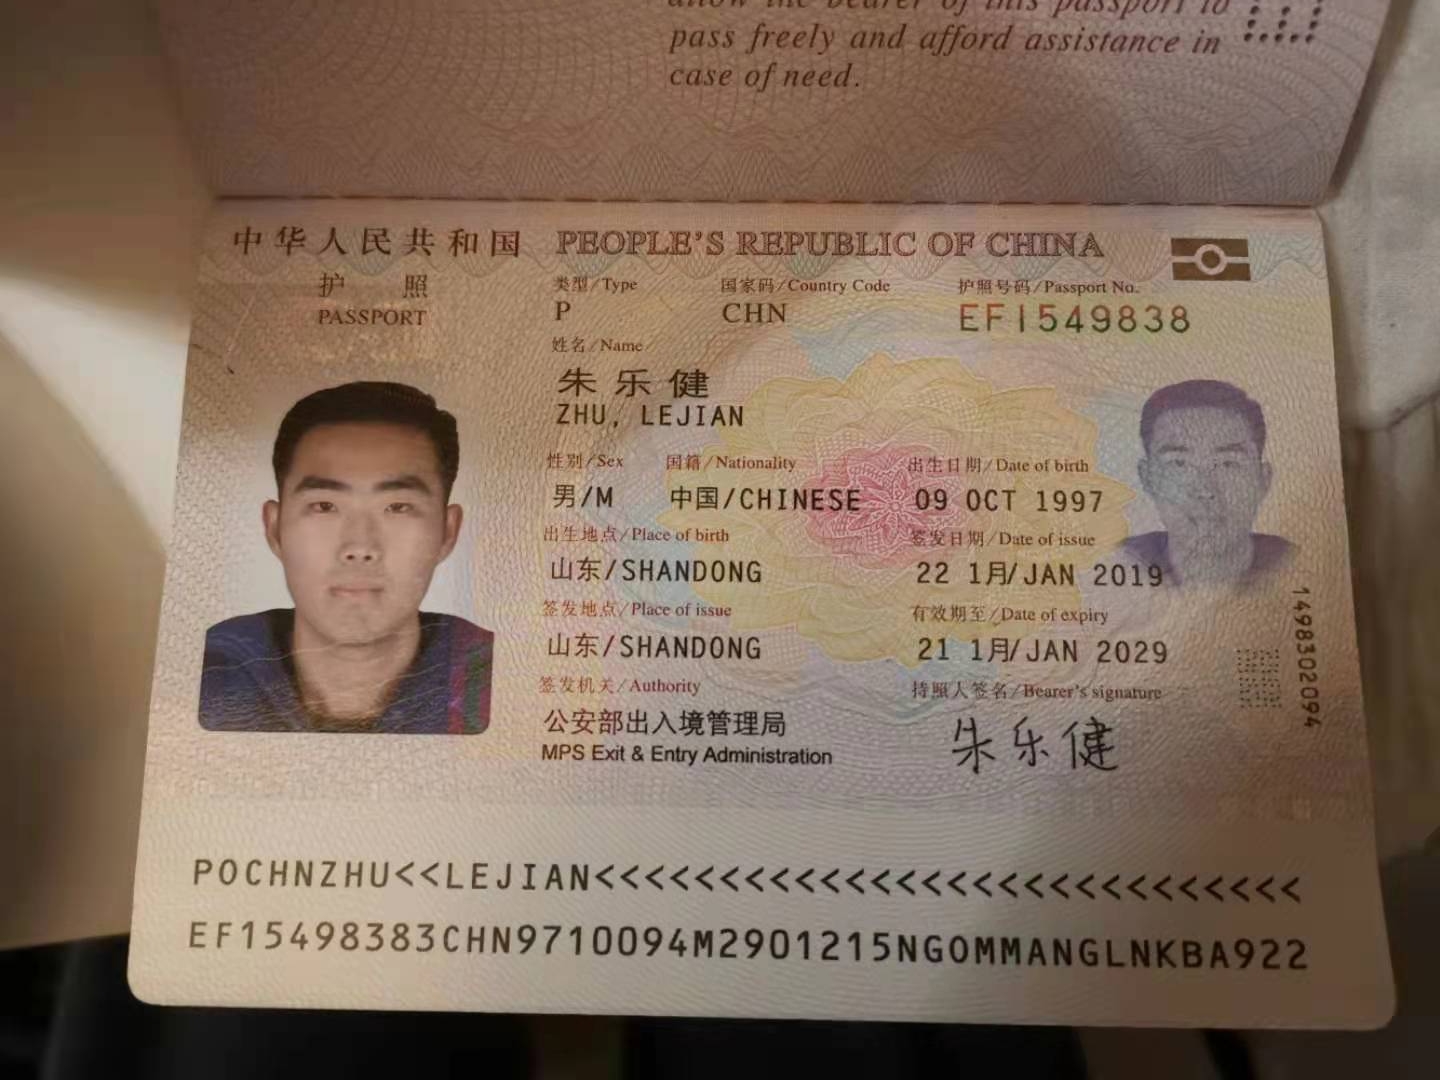 allow the bearer of this passport to
pass freely and afford assistance in
case of need.
中华人民共和国 PEOPLE'S REPUBLIC OF CHINA
护照
PASSPORT
类型/Type 国家码/Country Code 护照号码/Passport No.
P CHN EF1549838
姓名/Name
朱乐健
ZHU, LEJIAN
性别/Sex 国籍/Nationality 出生日期/Date of birth
男/M 中国/CHINESE 09 OCT 1997
出生地点/Place of birth 签发日期/Date of issue
山东/SHANDONG 22 1月/JAN 2019
签发地点/Place of issue 有效期至/Date of expiry
山东/SHANDONG 21 1月/JAN 2029
签发机关/Authority 持照人签名/Bearer's signature
公安部出入境管理局
MPS Exit & Entry Administration
朱乐健
1498302094
POCHNZHU<<LEJIAN<<<<<<<<<<<<<<<<<<<<<<<<<<<<
EF15498383CHN9710094M2901215NGOMMANGLNKBA922